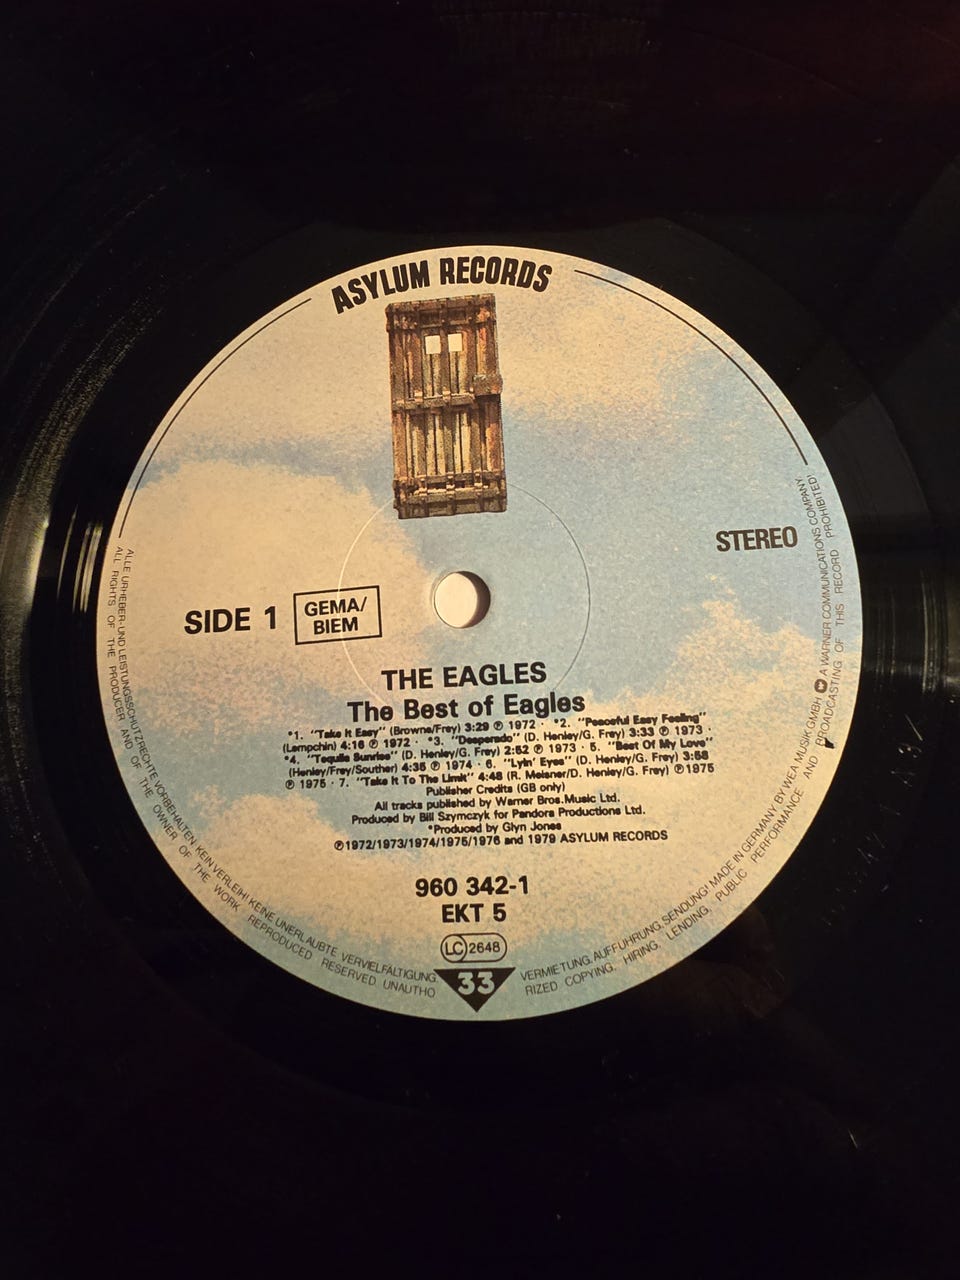 ASYLUM RECORDS
STEREO
SIDE 1
GEMA/
BIEM
THE EAGLES
The Best of Eagles
*1. "Take It Easy" (Browne/Frey) 3:29 ℗ 1972 · *2. "Peaceful Easy Feeling"
(Lempchin) 4:16 ℗ 1972 · *3. "Desperado" (D. Henley/G. Frey) 3:33 ℗ 1973 ·
*4. "Tequila Sunrise" (D. Henley/G. Frey) 2:52 ℗ 1973 · 5. "Best Of My Love"
(Henley/Frey/Souther) 4:35 ℗ 1974 · 6. "Lyin' Eyes" (D. Henley/G. Frey) 3:58
℗ 1975 · 7. "Take It To The Limit" 4:48 (R. Meisner/D. Henley/G. Frey) ℗ 1975
Publisher Credits (GB only)
All tracks published by Warner Bros. Music Ltd.
Produced by Bill Szymczyk for Pandora Productions Ltd.
*Produced by Glyn Jones
℗ 1972/1973/1974/1975/1976 and 1979 ASYLUM RECORDS
960 342-1
EKT 5
LC 2648
33
ALLE URHEBER- UND LEISTUNGSSCHUTZRECHTE VORBEHALTEN KEIN VERLEIH! KEINE UNERLAUBTE VERVIELFÄLTIGUNG, VERMIETUNG, AUFFÜHRUNG, SENDUNG! MADE IN GERMANY BY WEA MUSIK GMBH A WARNER COMMUNICATIONS COMPANY
ALL RIGHTS OF THE PRODUCER AND OF THE OWNER OF THE WORK REPRODUCED RESERVED UNAUTHORIZED COPYING, HIRING, LENDING, PUBLIC PERFORMANCE AND BROADCASTING OF THIS RECORD PROHIBITED!